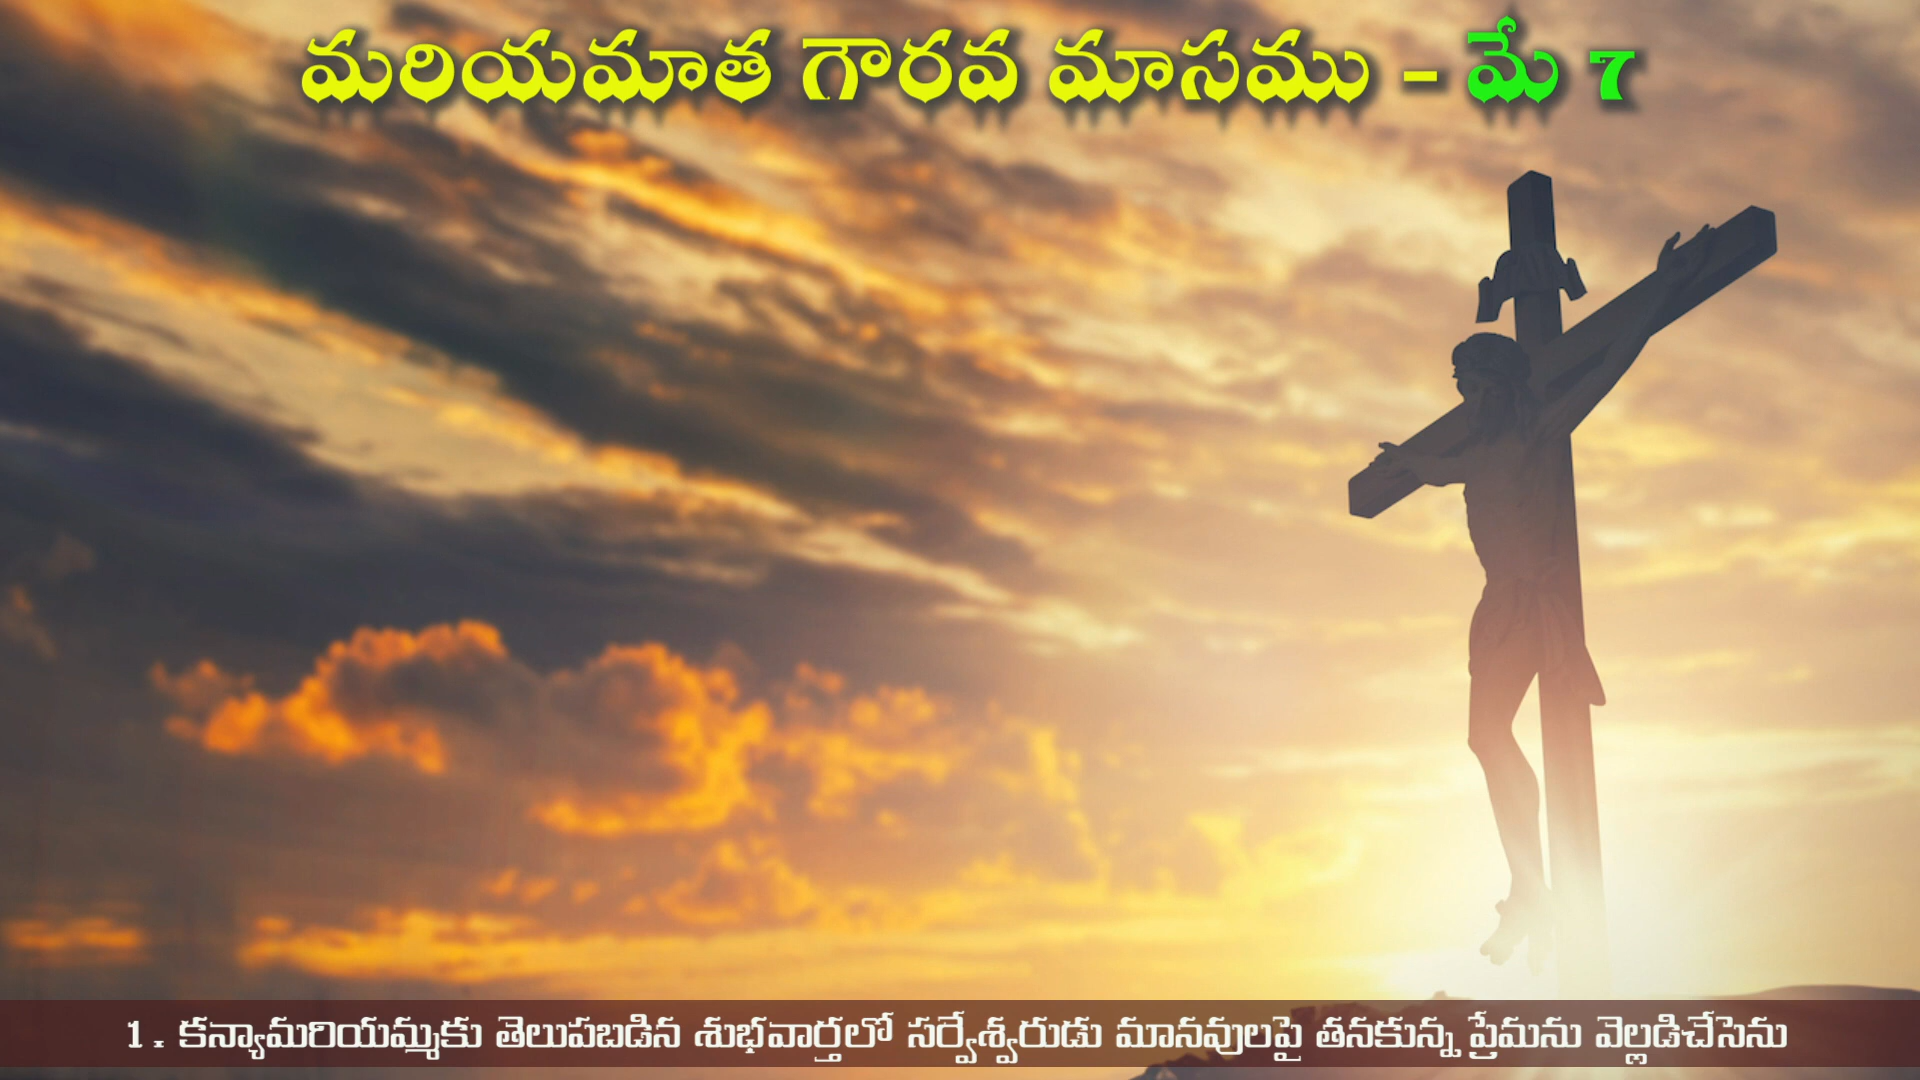 మరియమాత గౌరవ మాసము - మే 7
1. కన్యామరియమ్మకు తెలుపబడిన శుభవార్తలో సర్వేశ్వరుడు మానవులపై తనకున్న ప్రేమను వెల్లడిచేసెను